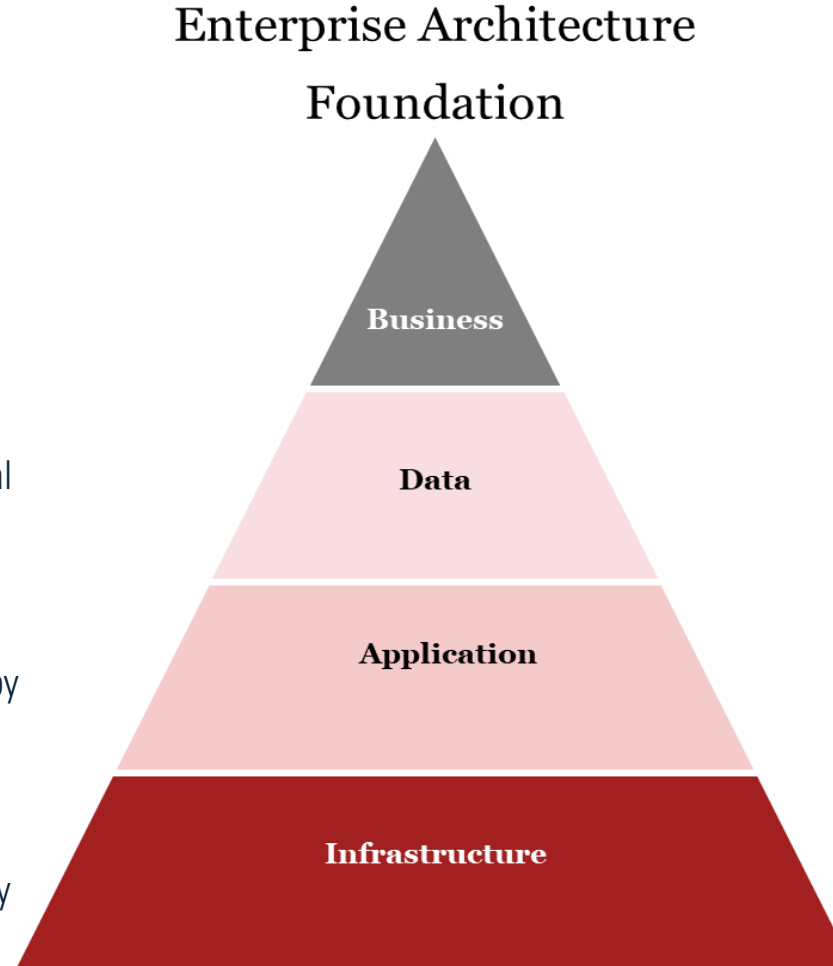 Enterprise Architecture
Foundation
Business
Data
Application
Infrastructure